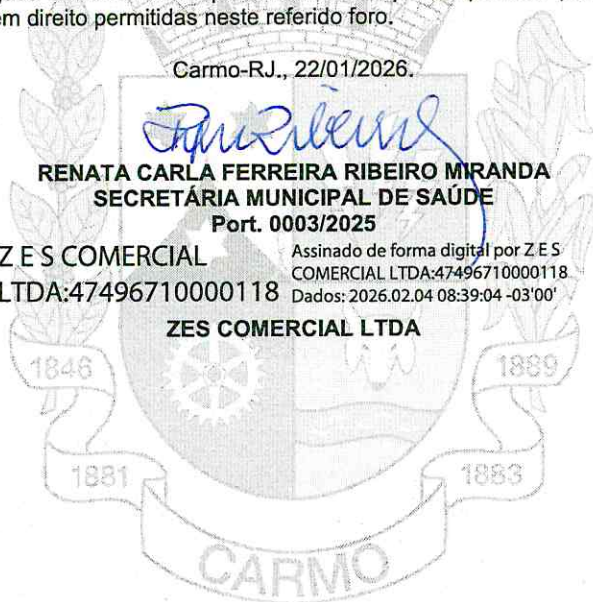 em direito permitidas neste referido foro.
Carmo-RJ., 22/01/2026.
RENATA CARLA FERREIRA RIBEIRO MIRANDA
SECRETÁRIA MUNICIPAL DE SAÚDE
Port. 0003/2025
Z E S COMERCIAL
LTDA:47496710000118
Assinado de forma digital por Z E S
COMERCIAL LTDA:47496710000118
Dados: 2026.02.04 08:39:04 -03'00'
ZES COMERCIAL LTDA
1846
1889
1881
1883
CARMO